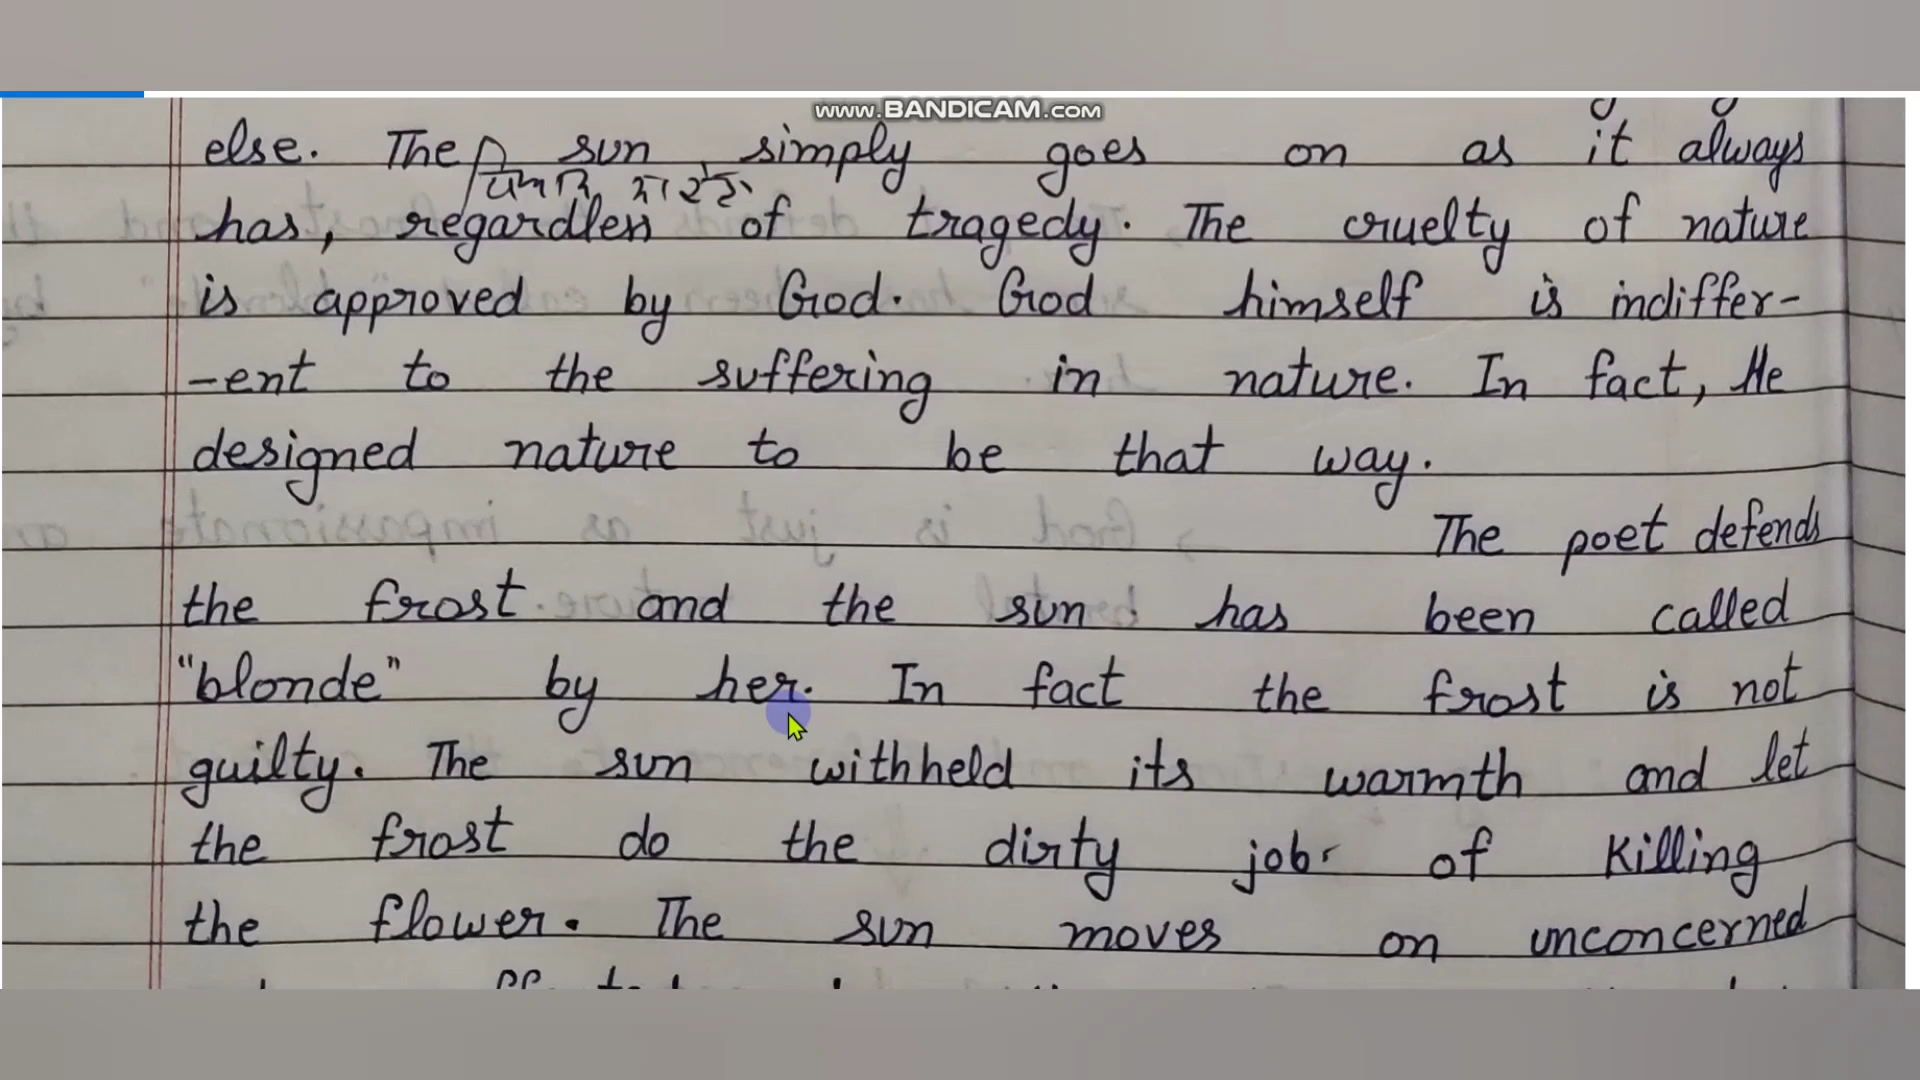 www.BANDICAM.com
else. The sun simply goes on as it always
has, regardless of tragedy. The cruelty of nature
is approved by God. God himself is indiffer-
-ent to the suffering in nature. In fact, He
designed nature to be that way.
The poet defends
the frost and the sun has been called
"blonde" by her. In fact the frost is not
guilty. The sun withheld its warmth and let
the frost do the dirty job of killing
the flower. The sun moves on unconcerned